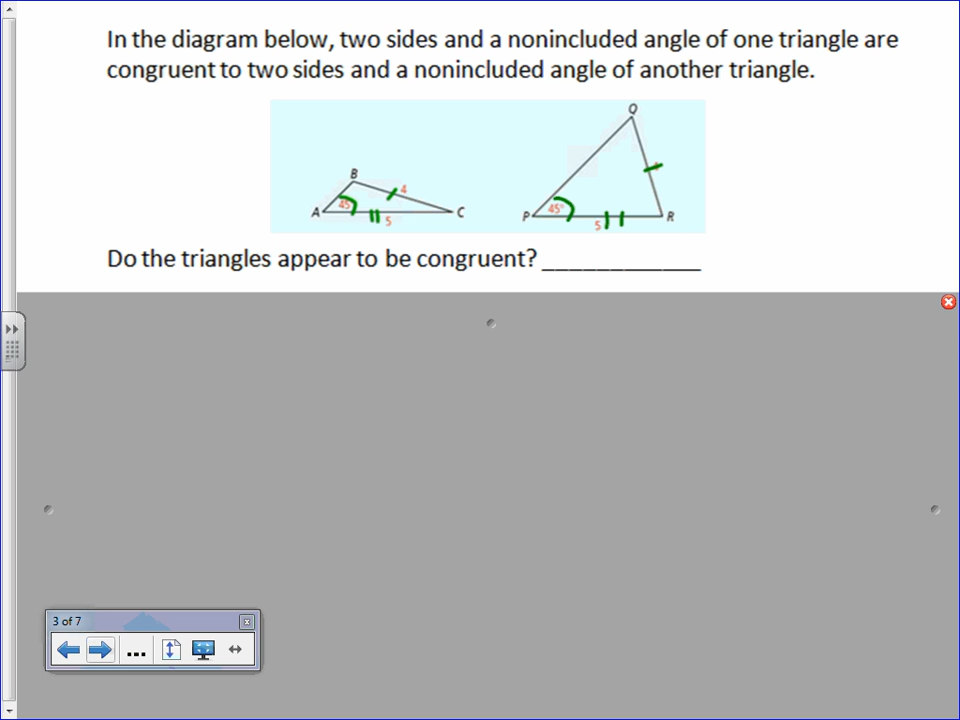 In the diagram below, two sides and a nonincluded angle of one triangle are
congruent to two sides and a nonincluded angle of another triangle.
Q
B
45
4
A
5
C
P
45°
5
R
Do the triangles appear to be congruent? ____________
3 of 7
...